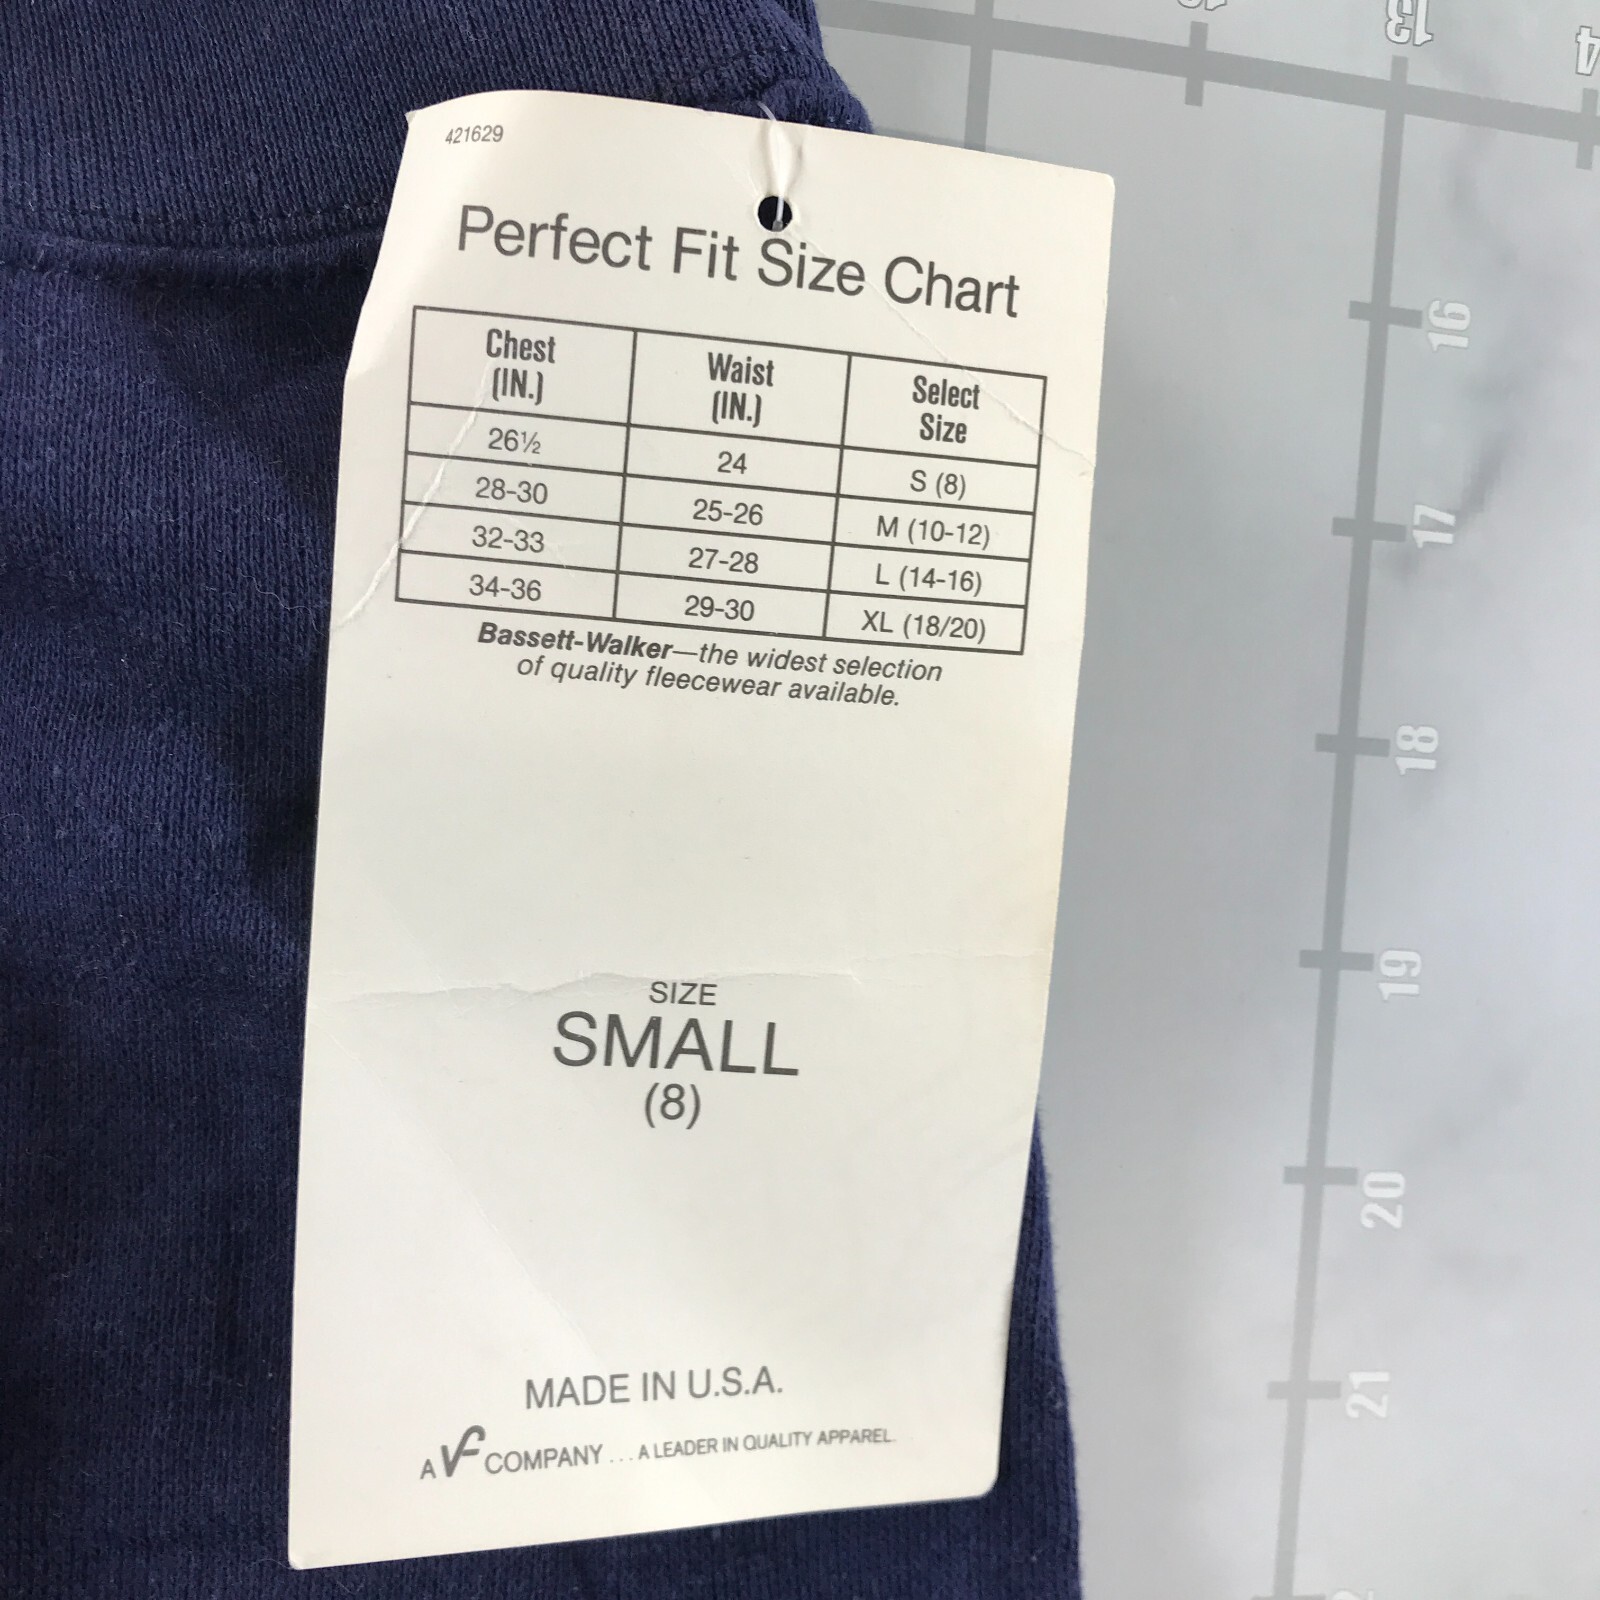 421629
Perfect Fit Size Chart
Chest (IN.) Waist (IN.) Select Size
26½ 24 S (8)
28-30 25-26 M (10-12)
32-33 27-28 L (14-16)
34-36 29-30 XL (18/20)
Bassett-Walker—the widest selection
of quality fleecewear available.
SIZE
SMALL
(8)
MADE IN U.S.A.
A VF COMPANY . . . A LEADER IN QUALITY APPAREL.
13
16
17
18
19
20
21